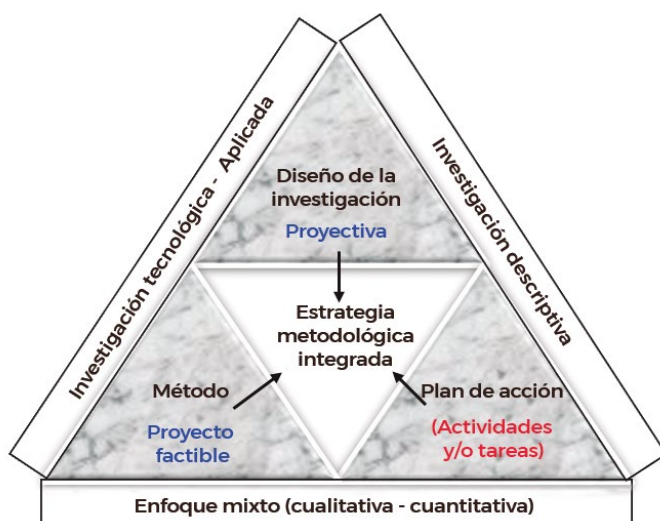 Investigación tecnológica - Aplicada
Investigación descriptiva
Diseño de la
investigación
Proyectiva
Estrategia
metodológica
integrada
Método
Proyecto
factible
Plan de acción
(Actividades
y/o tareas)
Enfoque mixto (cualitativa - cuantitativa)